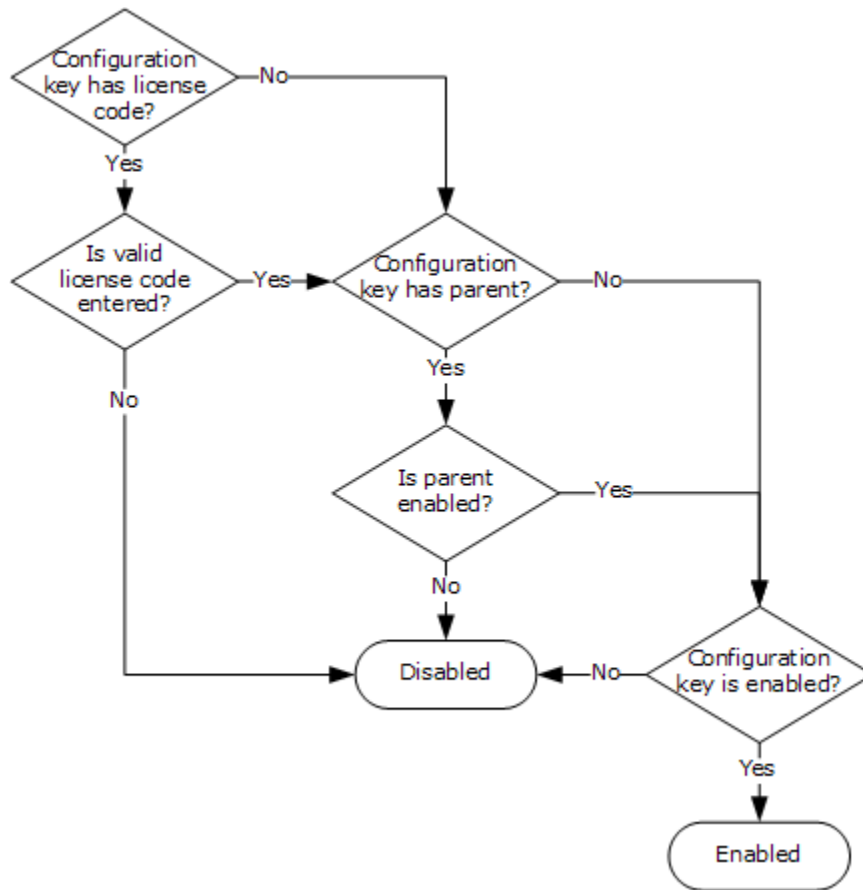 Configuration
key has license
code?
No
Yes
Is valid
license code
entered?
Yes
Configuration
key has parent?
No
No
Yes
Is parent
enabled?
Yes
No
Disabled
No
Configuration
key is enabled?
Yes
Enabled